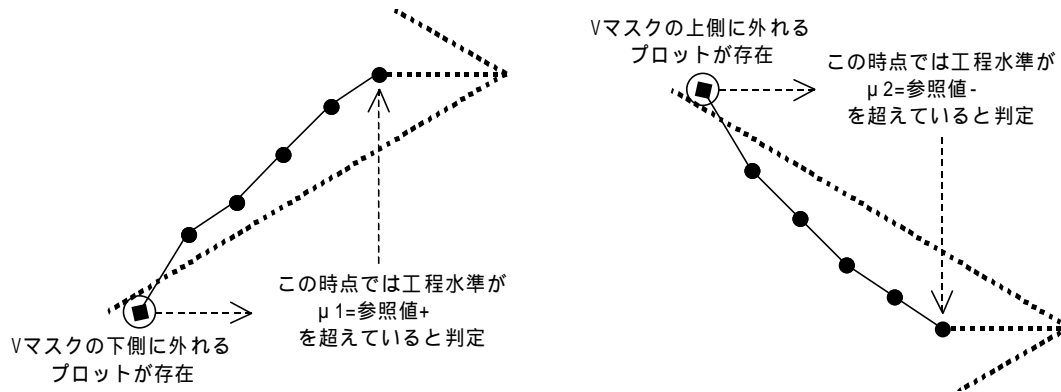 Vマスクの上側に外れる
プロットが存在
この時点では工程水準が
μ2=参照値-
を超えていると判定
この時点では工程水準が
μ1=参照値+
を超えていると判定
Vマスクの下側に外れる
プロットが存在